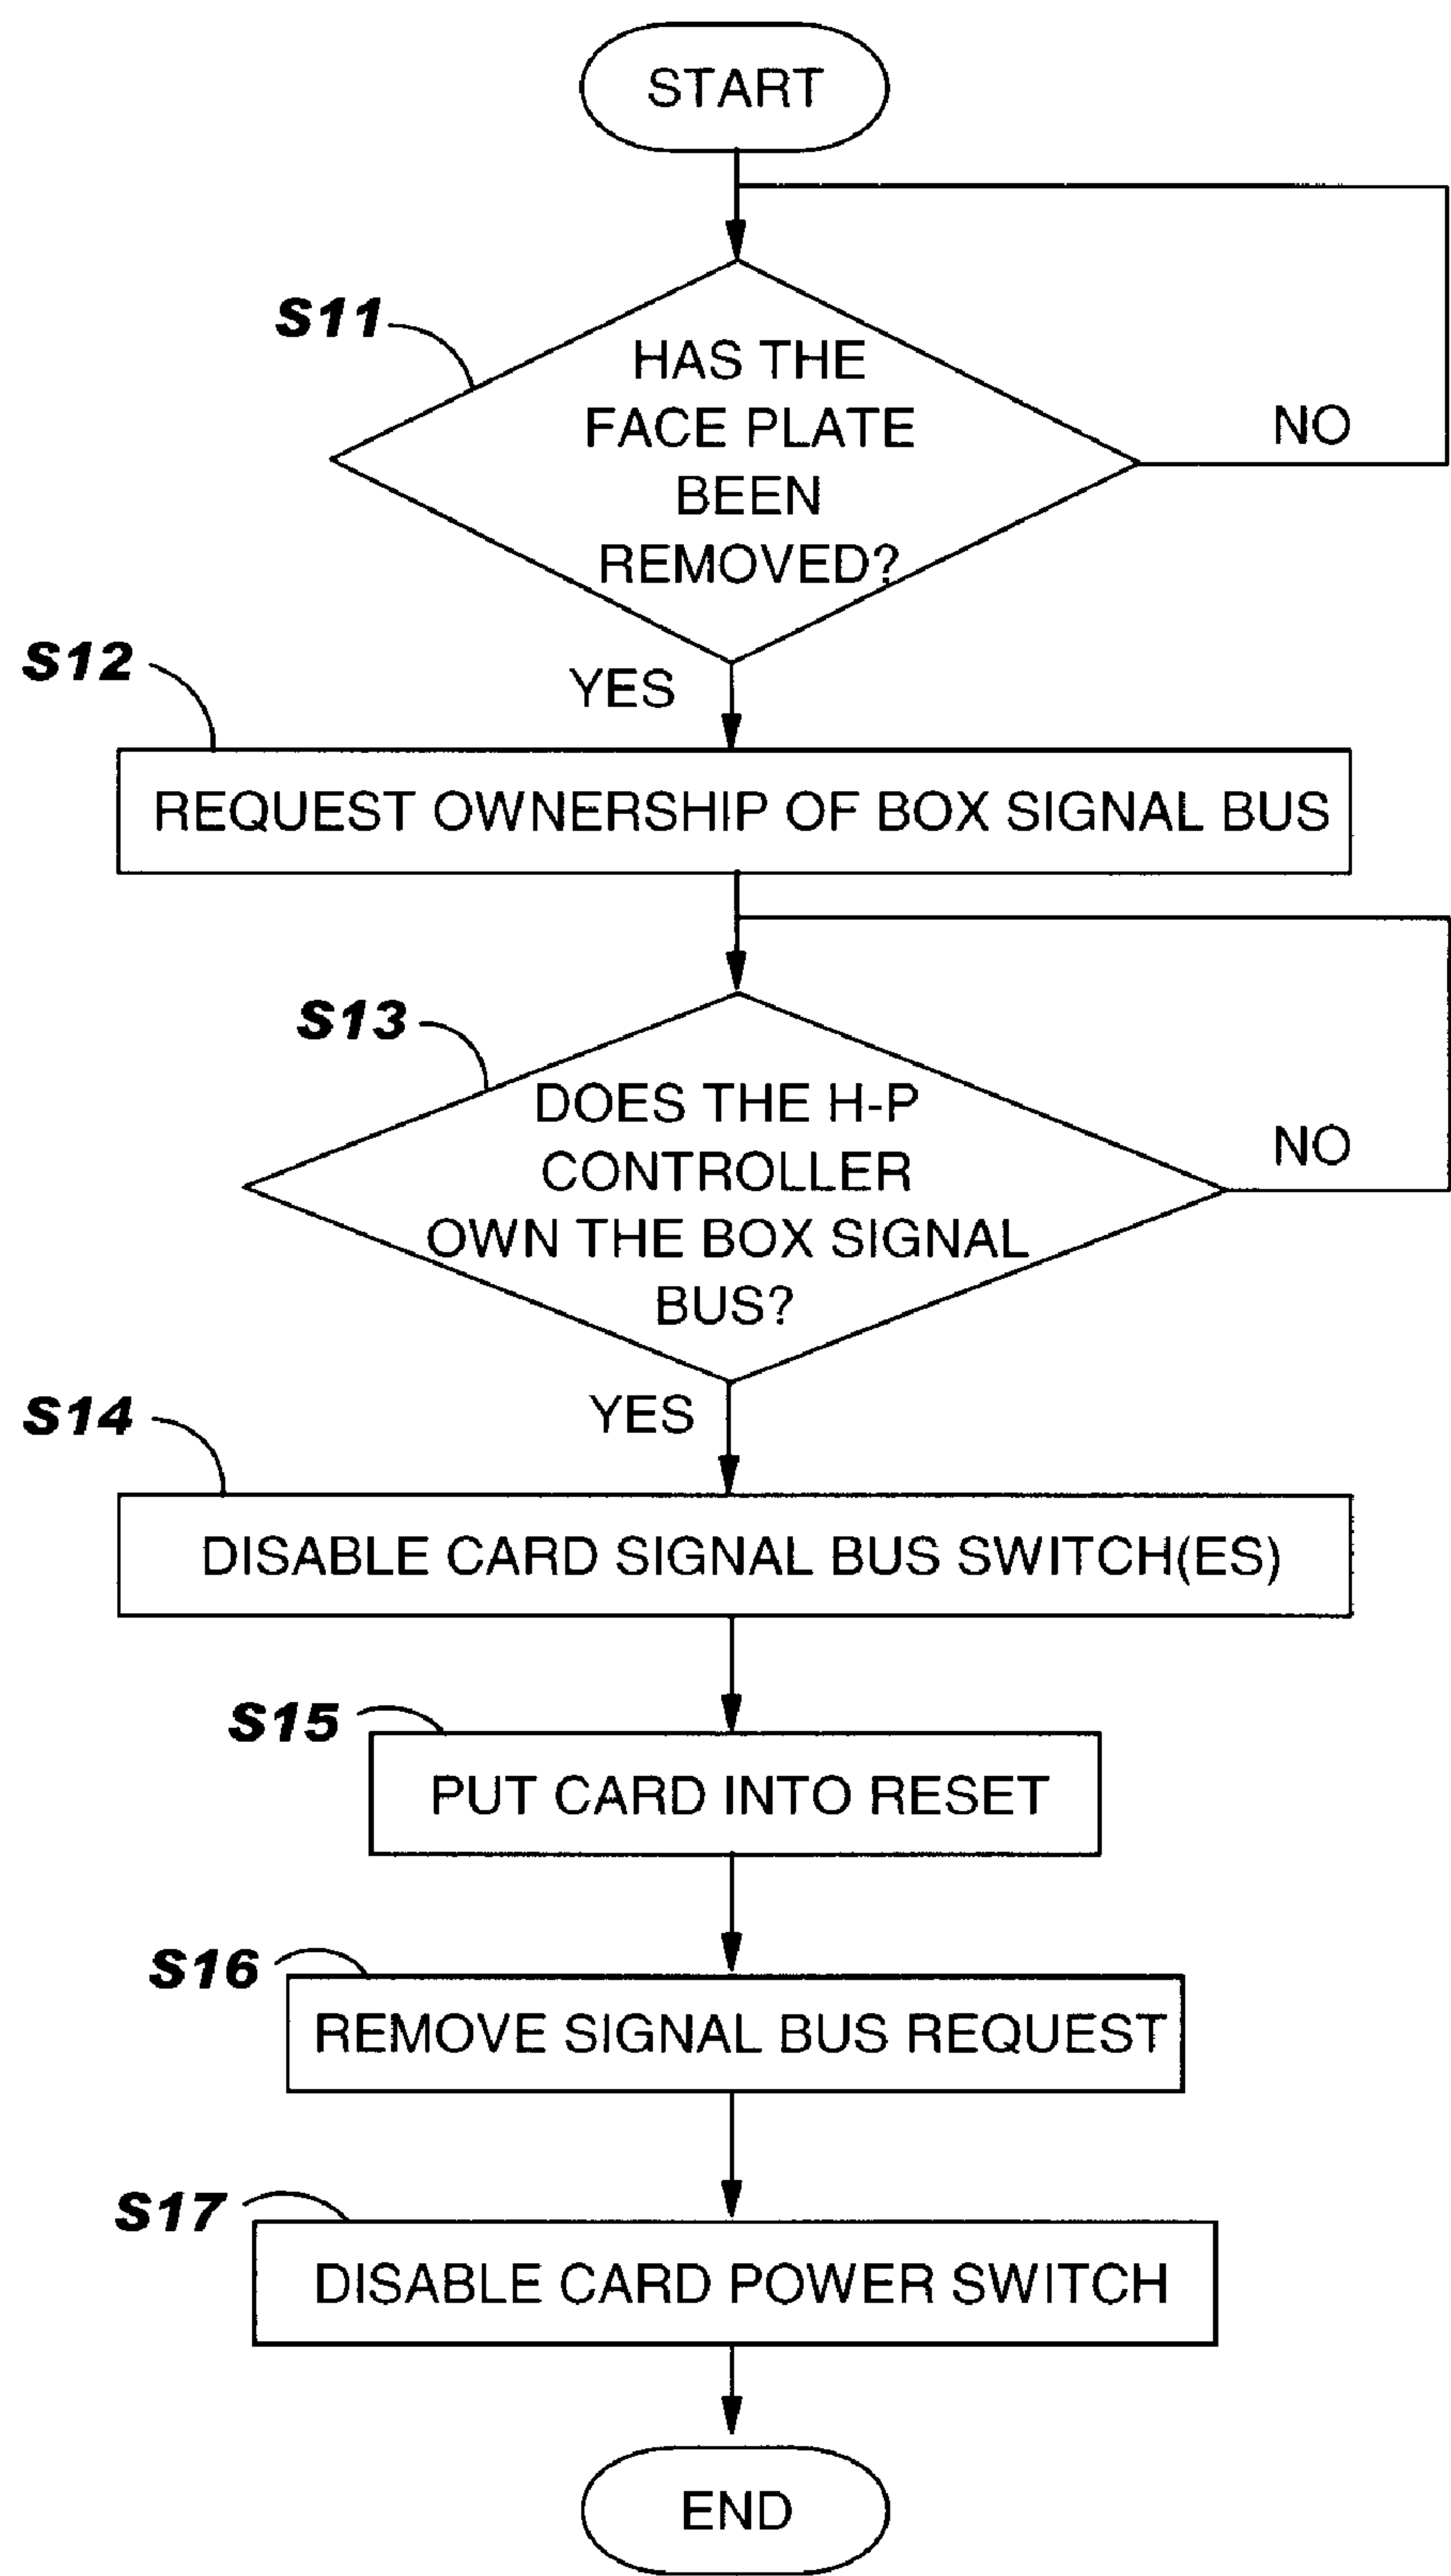 START
S11
HAS THE
FACE PLATE
BEEN
REMOVED?
NO
YES
S12
REQUEST OWNERSHIP OF BOX SIGNAL BUS
S13
DOES THE H-P
CONTROLLER
OWN THE BOX SIGNAL
BUS?
NO
YES
S14
DISABLE CARD SIGNAL BUS SWITCH(ES)
S15
PUT CARD INTO RESET
S16
REMOVE SIGNAL BUS REQUEST
S17
DISABLE CARD POWER SWITCH
END